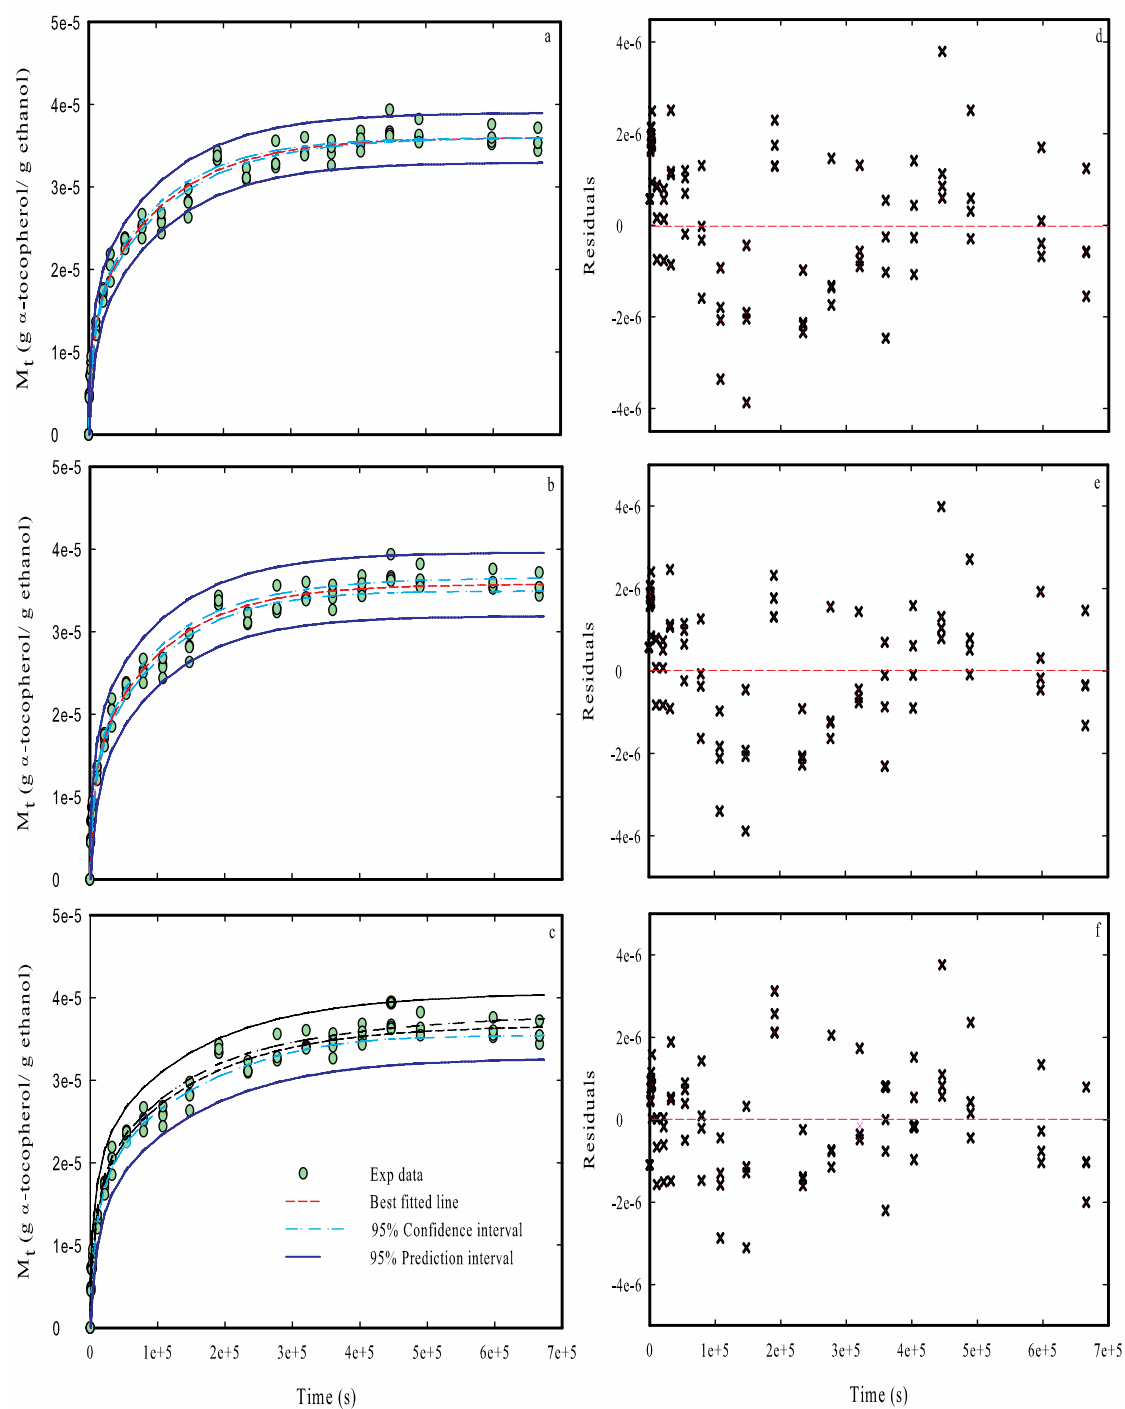 a
5e-5
4e-5
3e-5
2e-5
1e-5
0
M_t (g α-tocopherol/ g ethanol)
d
4e-6
2e-6
0
-2e-6
-4e-6
Residuals
b
5e-5
4e-5
3e-5
2e-5
1e-5
0
M_t (g α-tocopherol/ g ethanol)
e
4e-6
2e-6
0
-2e-6
-4e-6
Residuals
c
5e-5
4e-5
3e-5
2e-5
1e-5
0
M_t (g α-tocopherol/ g ethanol)
Exp data
Best fitted line
95% Confidence interval
95% Prediction interval
0 1e+5 2e+5 3e+5 4e+5 5e+5 6e+5 7e+5
Time (s)
f
4e-6
2e-6
0
-2e-6
-4e-6
Residuals
0 1e+5 2e+5 3e+5 4e+5 5e+5 6e+5 7e+5
Time (s)